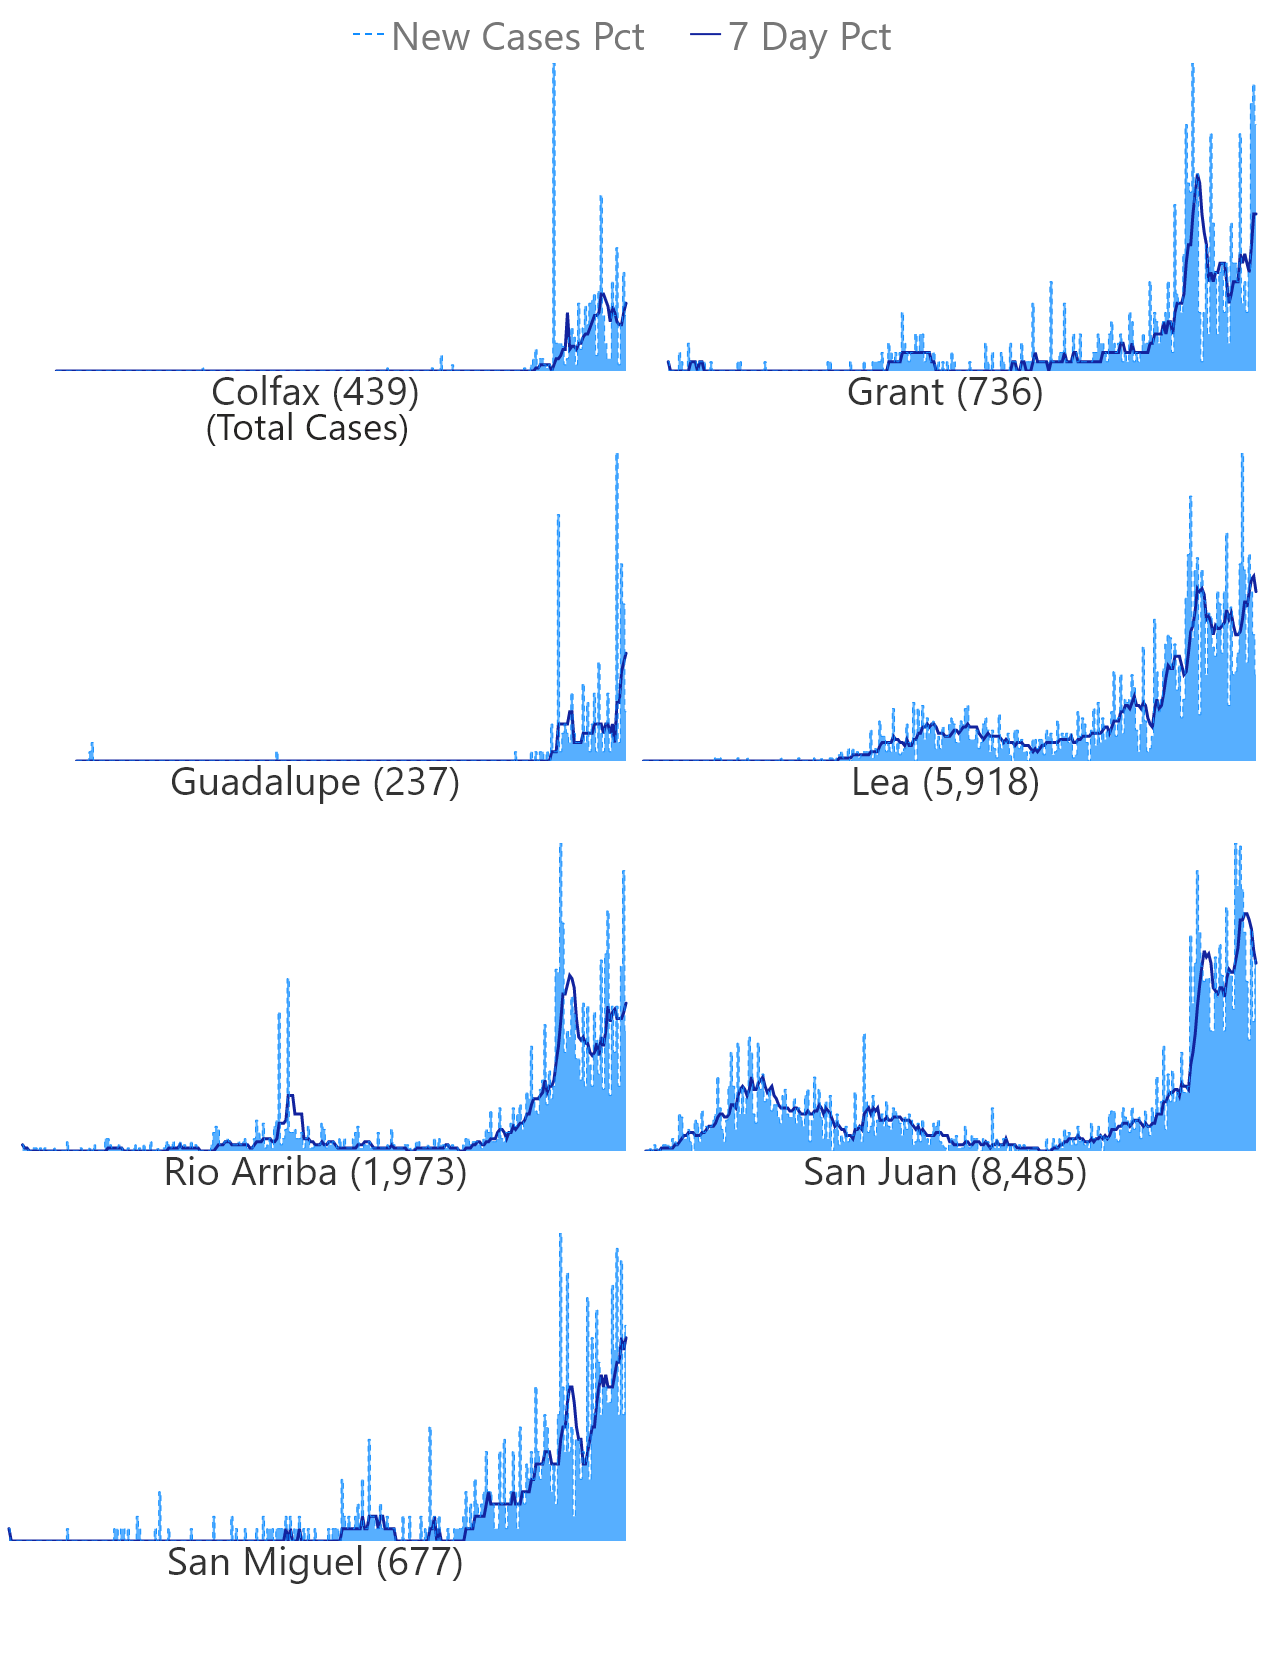 New Cases Pct 7 Day Pct
Colfax (439) Grant (736)
(Total Cases)
Guadalupe (237) Lea (5,918)
Rio Arriba (1,973) San Juan (8,485)
San Miguel (677)